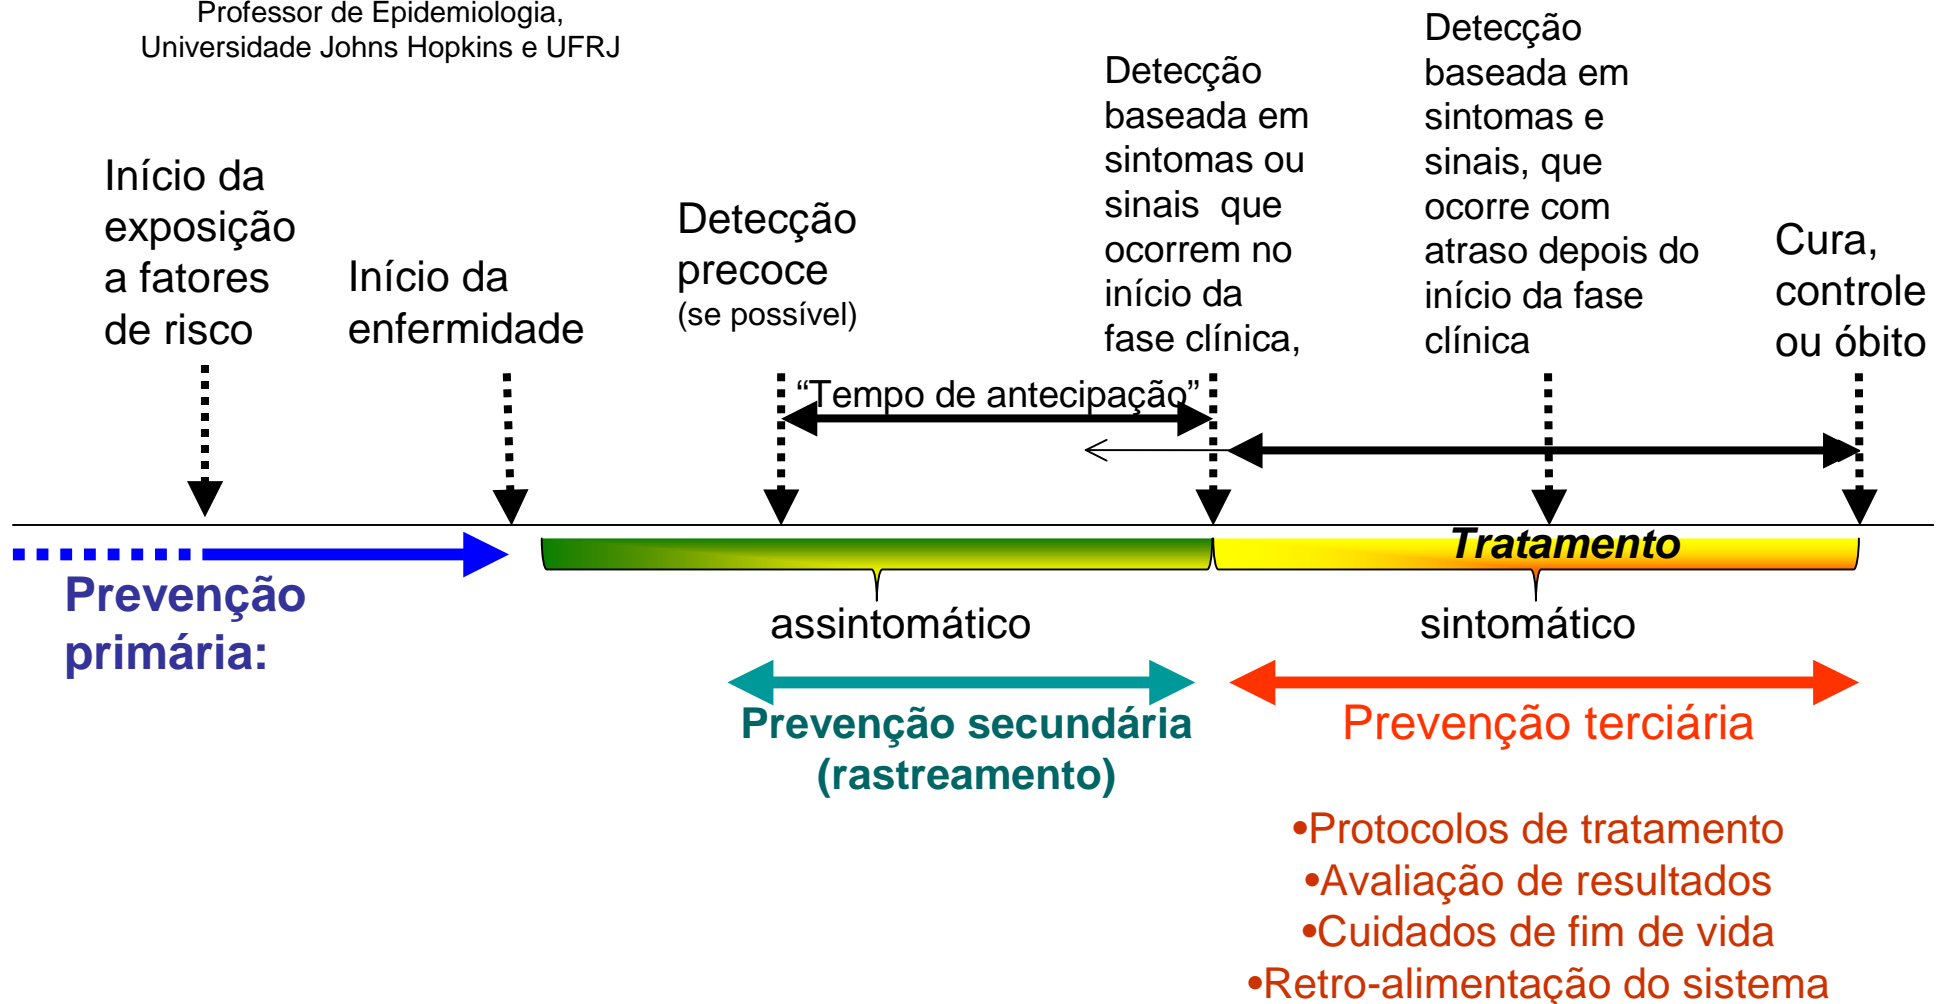 Professor de Epidemiologia,
Universidade Johns Hopkins e UFRJ
Início da
exposição
a fatores
de risco
Início da
enfermidade
Detecção
precoce
(se possível)
Detecção
baseada em
sintomas ou
sinais que
ocorrem no
início da
fase clínica,
Detecção
baseada em
sintomas e
sinais, que
ocorre com
atraso depois do
início da fase
clínica
Cura,
controle
ou óbito
“Tempo de antecipação”
Tratamento
Prevenção
primária:
assintomático
sintomático
Prevenção secundária
(rastreamento)
Prevenção terciária
•Protocolos de tratamento
•Avaliação de resultados
•Cuidados de fim de vida
•Retro-alimentação do sistema